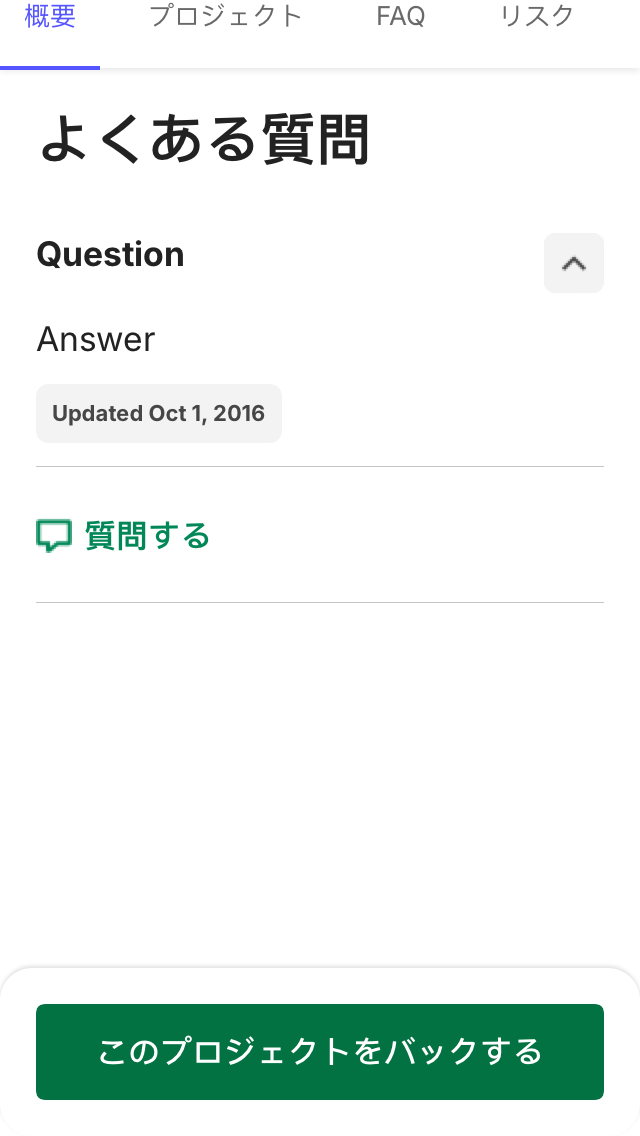 概要 プロジェクト FAQ リスク
よくある質問
Question
Answer
Updated Oct 1, 2016
質問する
このプロジェクトをバックする